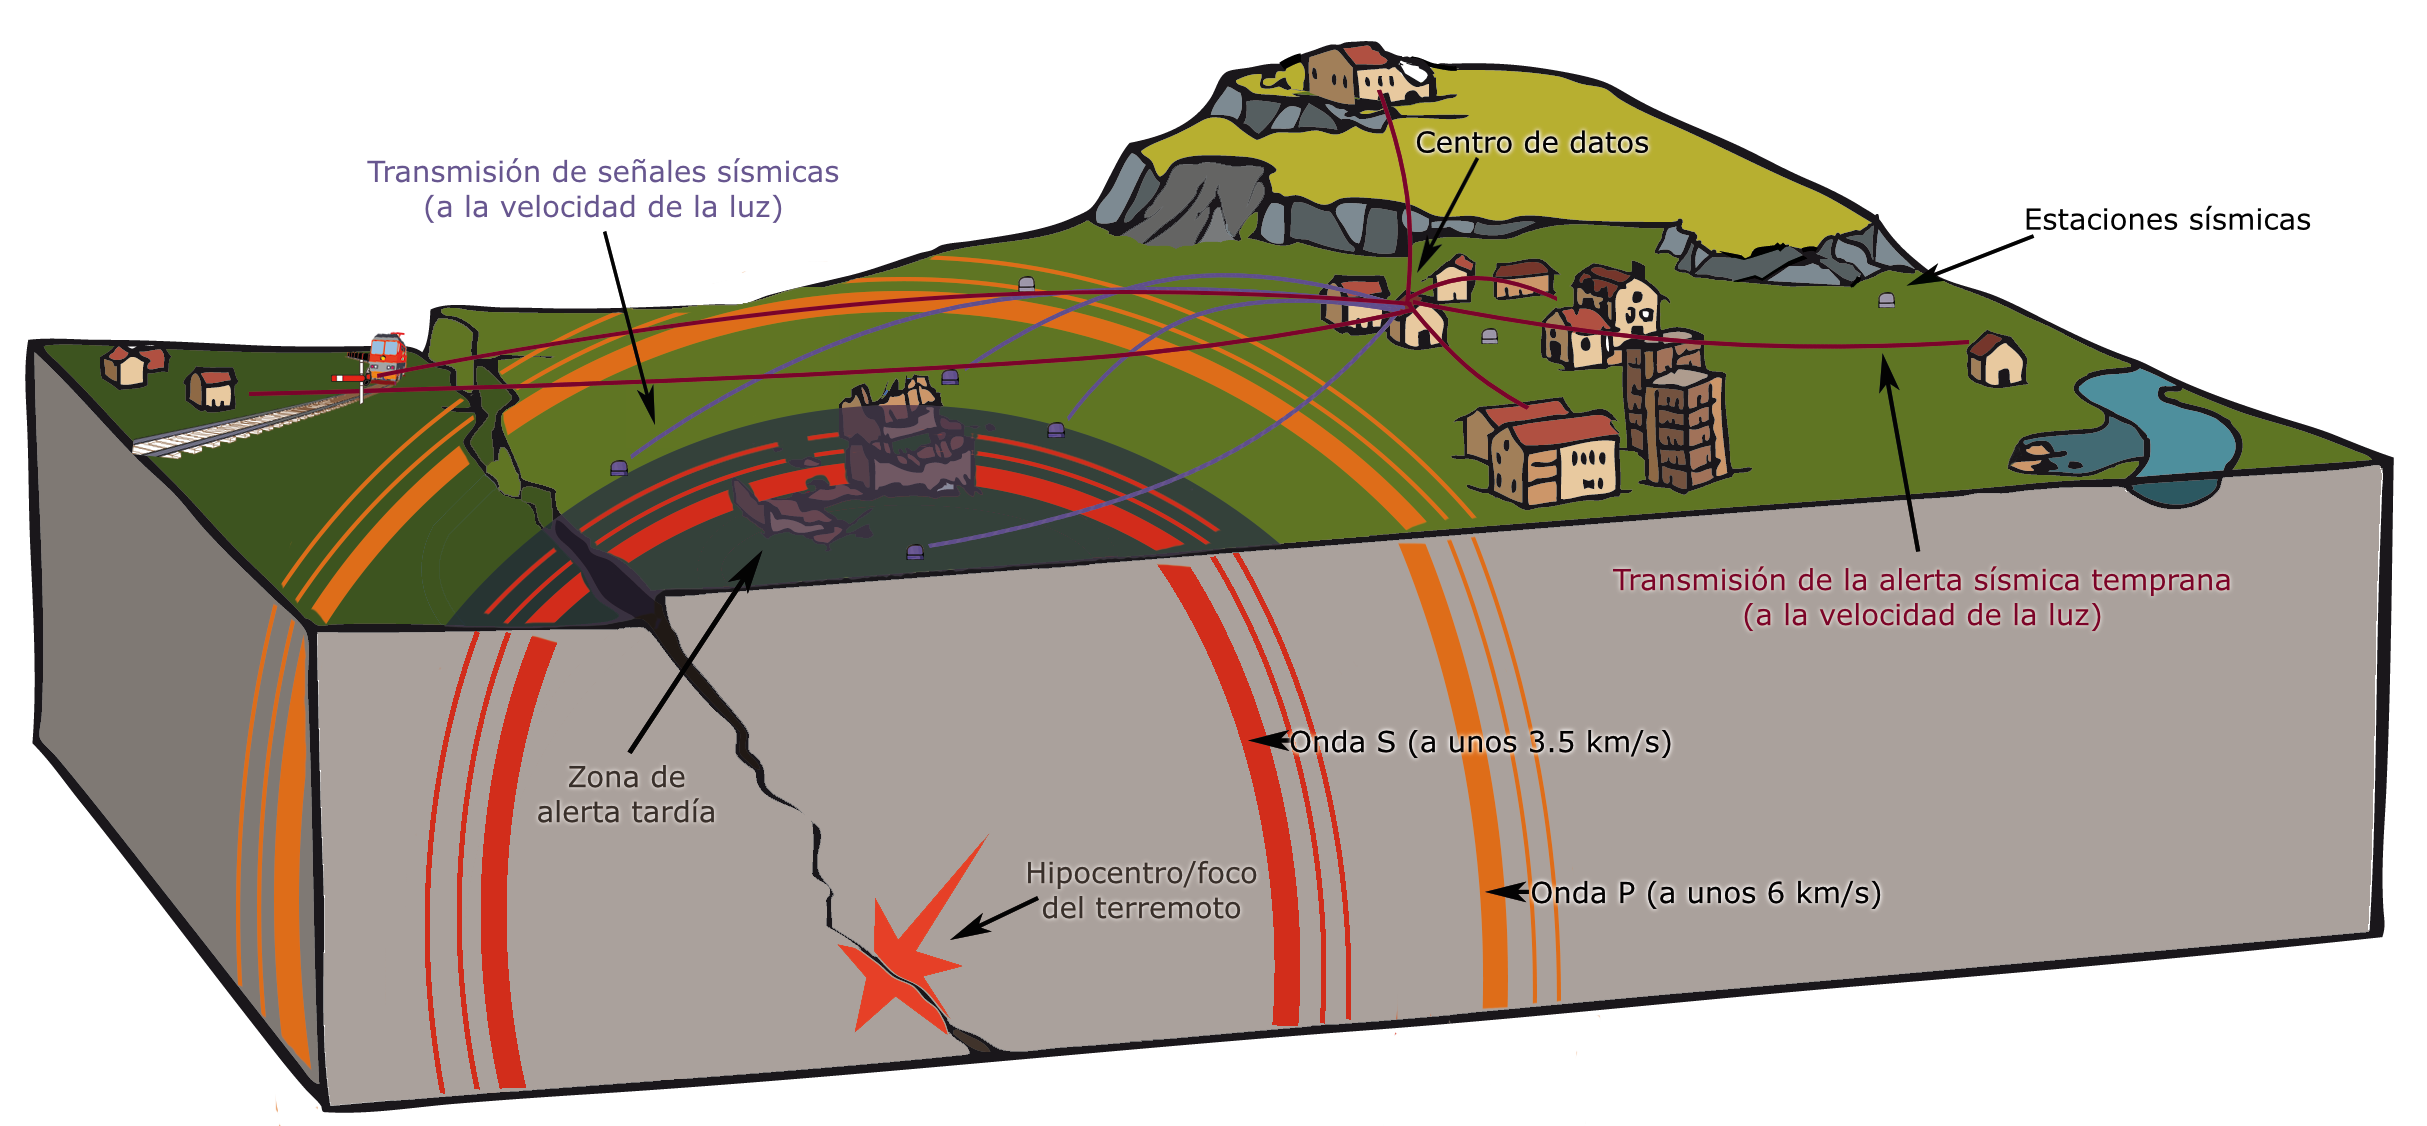 Centro de datos
Transmisión de señales sísmicas
(a la velocidad de la luz)
Estaciones sísmicas
Transmisión de la alerta sísmica temprana
(a la velocidad de la luz)
Onda S (a unos 3.5 km/s)
Zona de
alerta tardía
Hipocentro/foco
del terremoto
Onda P (a unos 6 km/s)